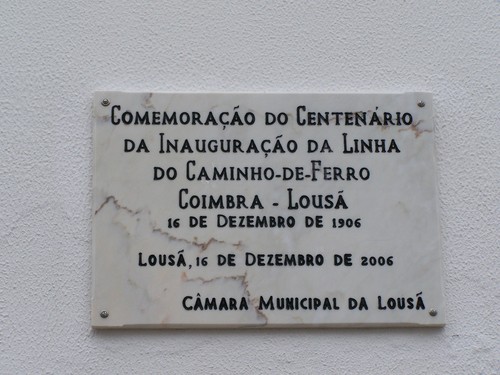 Comemoração do Centenário
da Inauguração da Linha
do Caminho-de-Ferro
Coimbra - Lousã
16 de Dezembro de 1906
Lousã, 16 de Dezembro de 2006
Câmara Municipal da Lousã